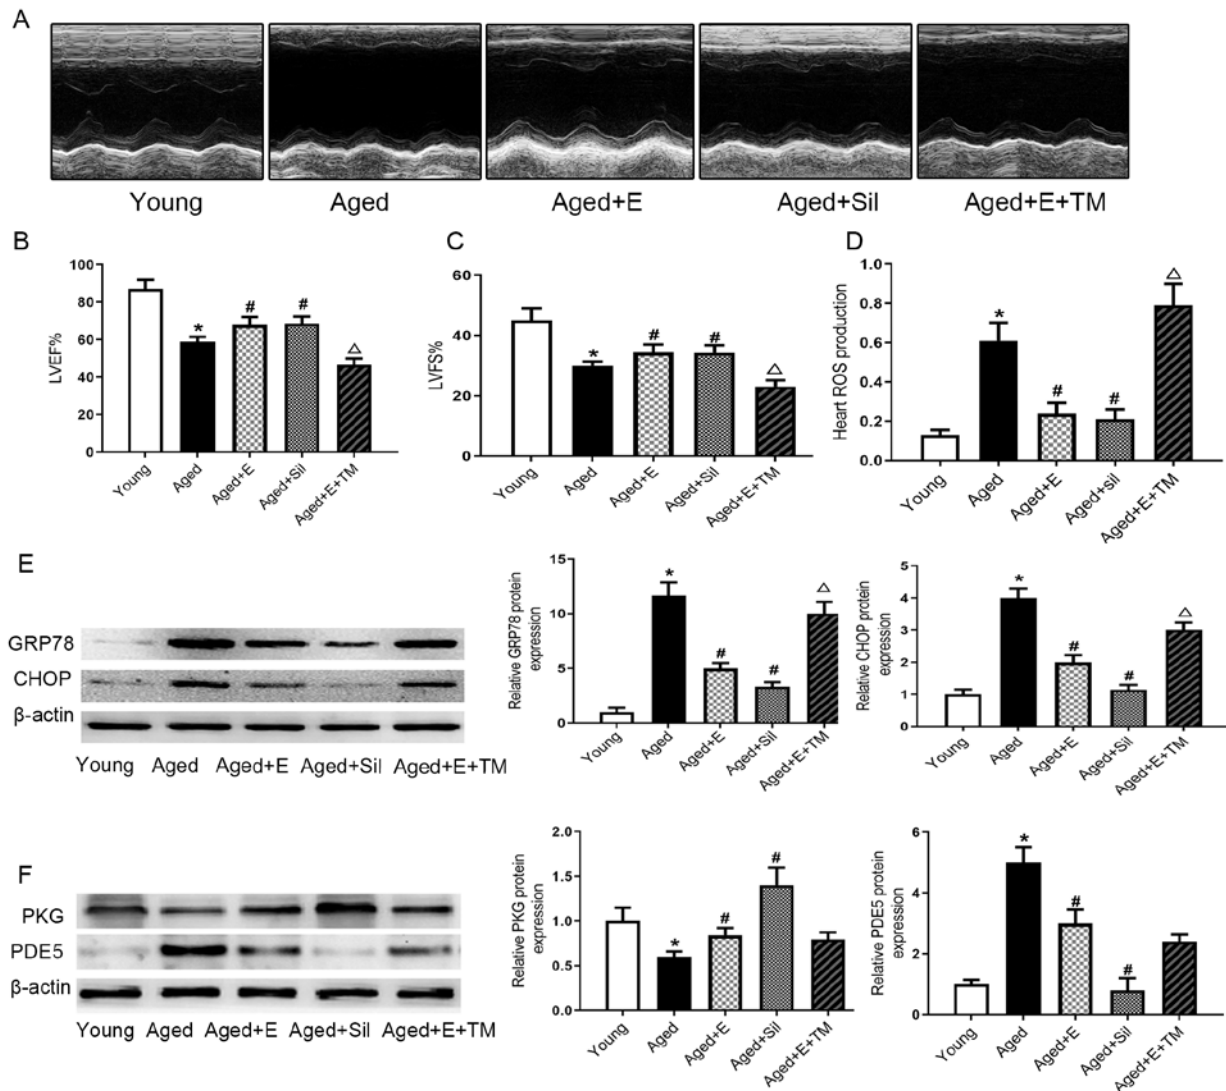 A
Young Aged Aged+E Aged+Sil Aged+E+TM
B
LVEF%
100
80
60
40
20
0
*
#
#
△
Young Aged Aged+E Aged+Sil Aged+E+TM
C
LVFS%
60
40
20
0
*
#
#
△
Young Aged Aged+E Aged+Sil Aged+E+TM
D
Heart ROS production
1.0
0.8
0.6
0.4
0.2
0.0
*
#
#
△
Young Aged Aged+E Aged+sil Aged+E+TM
E
GRP78
CHOP
β-actin
Young Aged Aged+E Aged+Sil Aged+E+TM
Relative GRP78 protein
expression
15
10
5
0
*
#
#
△
Young Aged Aged+E Aged+Sil Aged+E+TM
Relative CHOP protein
expression
5
4
3
2
1
0
*
#
#
△
Young Aged Aged+E Aged+Sil Aged+E+TM
F
PKG
PDE5
β-actin
Young Aged Aged+E Aged+Sil Aged+E+TM
Relative PKG protein
expression
2.0
1.5
1.0
0.5
0.0
*
#
#
Young Aged Aged+E Aged+Sil Aged+E+TM
Relative PDE5 protein
expression
6
4
2
0
*
#
#
Young Aged Aged+E Aged+Sil Aged+E+TM